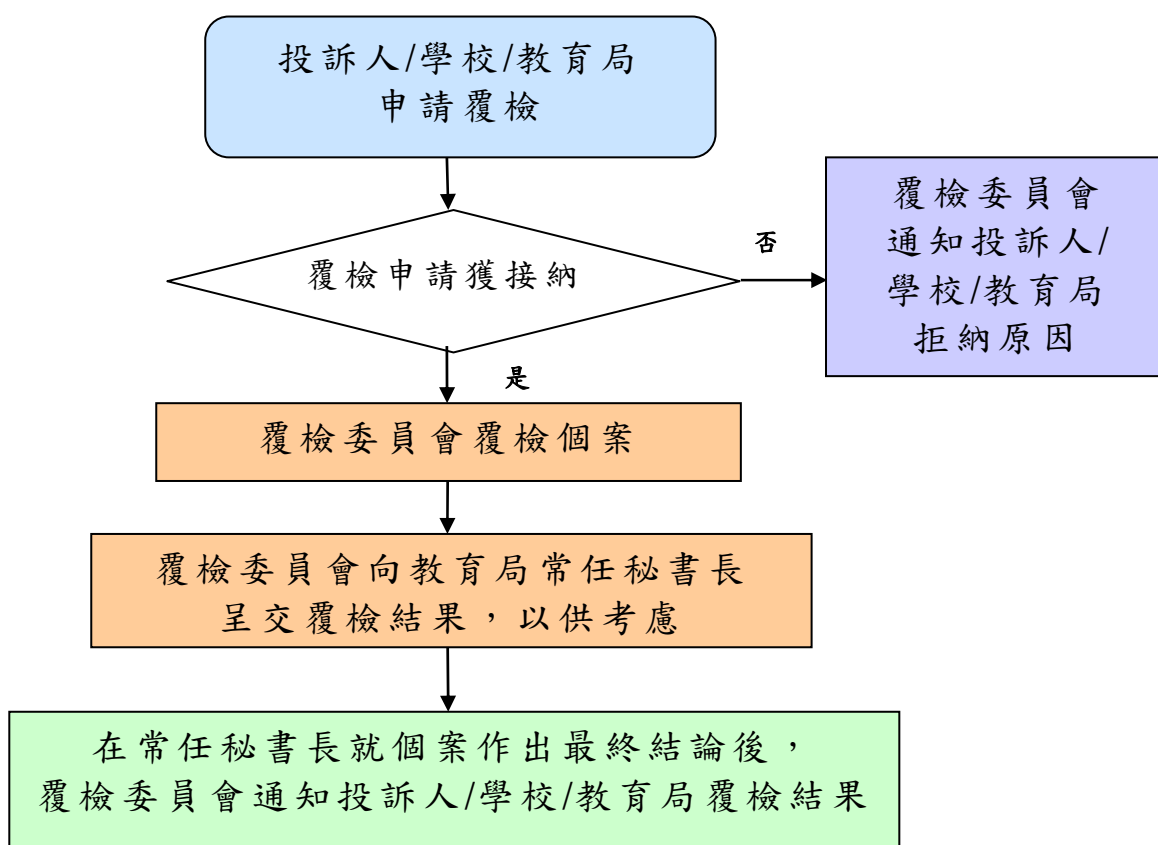 投訴人/學校/教育局
申請覆檢
覆檢申請獲接納
否
覆檢委員會
通知投訴人/
學校/教育局
拒納原因
是
覆檢委員會覆檢個案
覆檢委員會向教育局常任秘書長
呈交覆檢結果，以供考慮
在常任秘書長就個案作出最終結論後，
覆檢委員會通知投訴人/學校/教育局覆檢結果